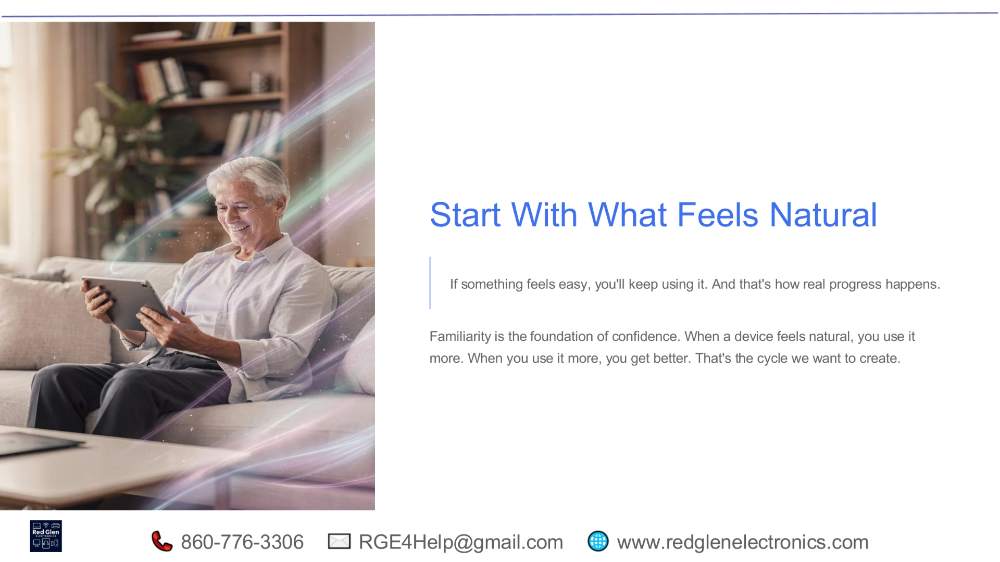 Start With What Feels Natural
If something feels easy, you'll keep using it. And that's how real progress happens.
Familiarity is the foundation of confidence. When a device feels natural, you use it
more. When you use it more, you get better. That's the cycle we want to create.
Red Glen
ELECTRONICS
860-776-3306
RGE4Help@gmail.com
www.redglenelectronics.com